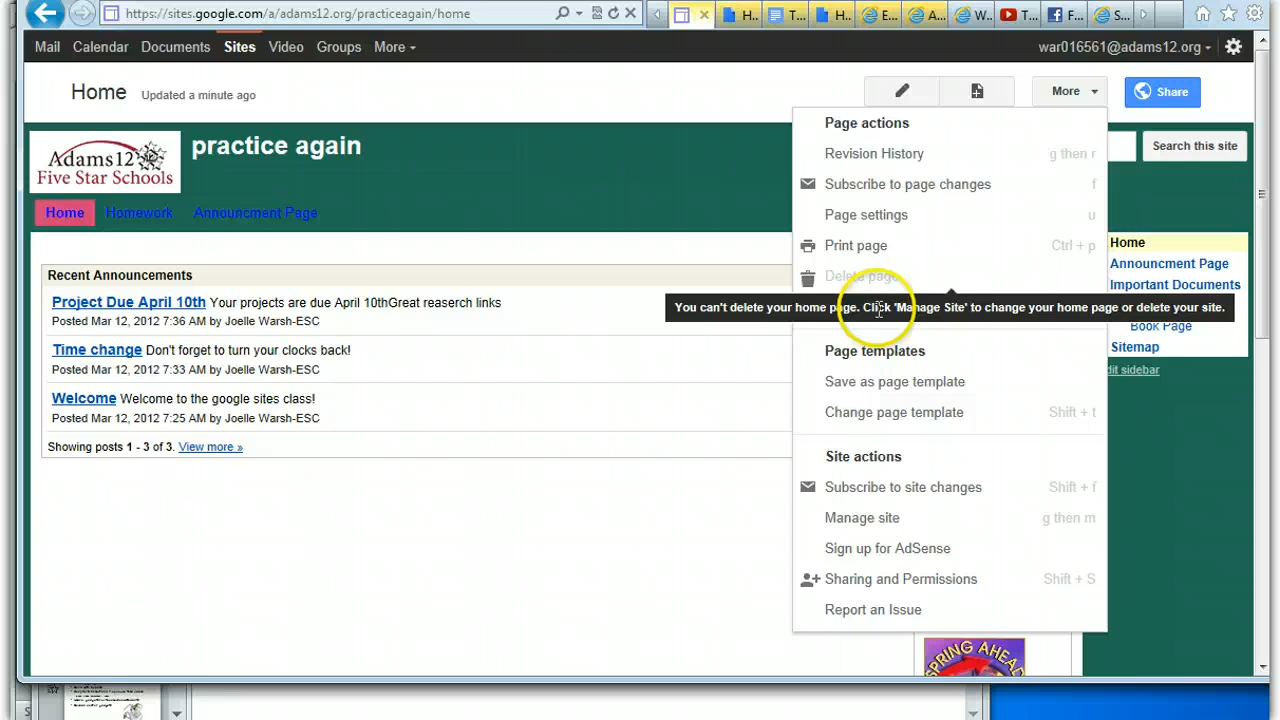 https://sites.google.com/a/adams12.org/practiceagain/home
H...
T...
H...
E...
A...
W...
T...
F...
S...
Mail Calendar Documents Sites Video Groups More
war016561@adams12.org
Home Updated a minute ago
More
Share
Adams12
Five Star Schools
practice again
Search this site
Home Homework Announcment Page
Page actions
Revision History g then r
Subscribe to page changes f
Page settings u
Print page Ctrl + p
Delete page
You can't delete your home page. Click 'Manage Site' to change your home page or delete your site.
Page templates
Save as page template
Change page template Shift + t
Site actions
Subscribe to site changes Shift + f
Manage site g then m
Sign up for AdSense
Sharing and Permissions Shift + S
Report an Issue
Recent Announcements
Project Due April 10th Your projects are due April 10thGreat reaserch links
Posted Mar 12, 2012 7:36 AM by Joelle Warsh-ESC
Time change Don't forget to turn your clocks back!
Posted Mar 12, 2012 7:33 AM by Joelle Warsh-ESC
Welcome Welcome to the google sites class!
Posted Mar 12, 2012 7:25 AM by Joelle Warsh-ESC
Showing posts 1 - 3 of 3. View more »
Home
Announcment Page
Important Documents
Book Page
Sitemap
dit sidebar
SPRING AHEAD